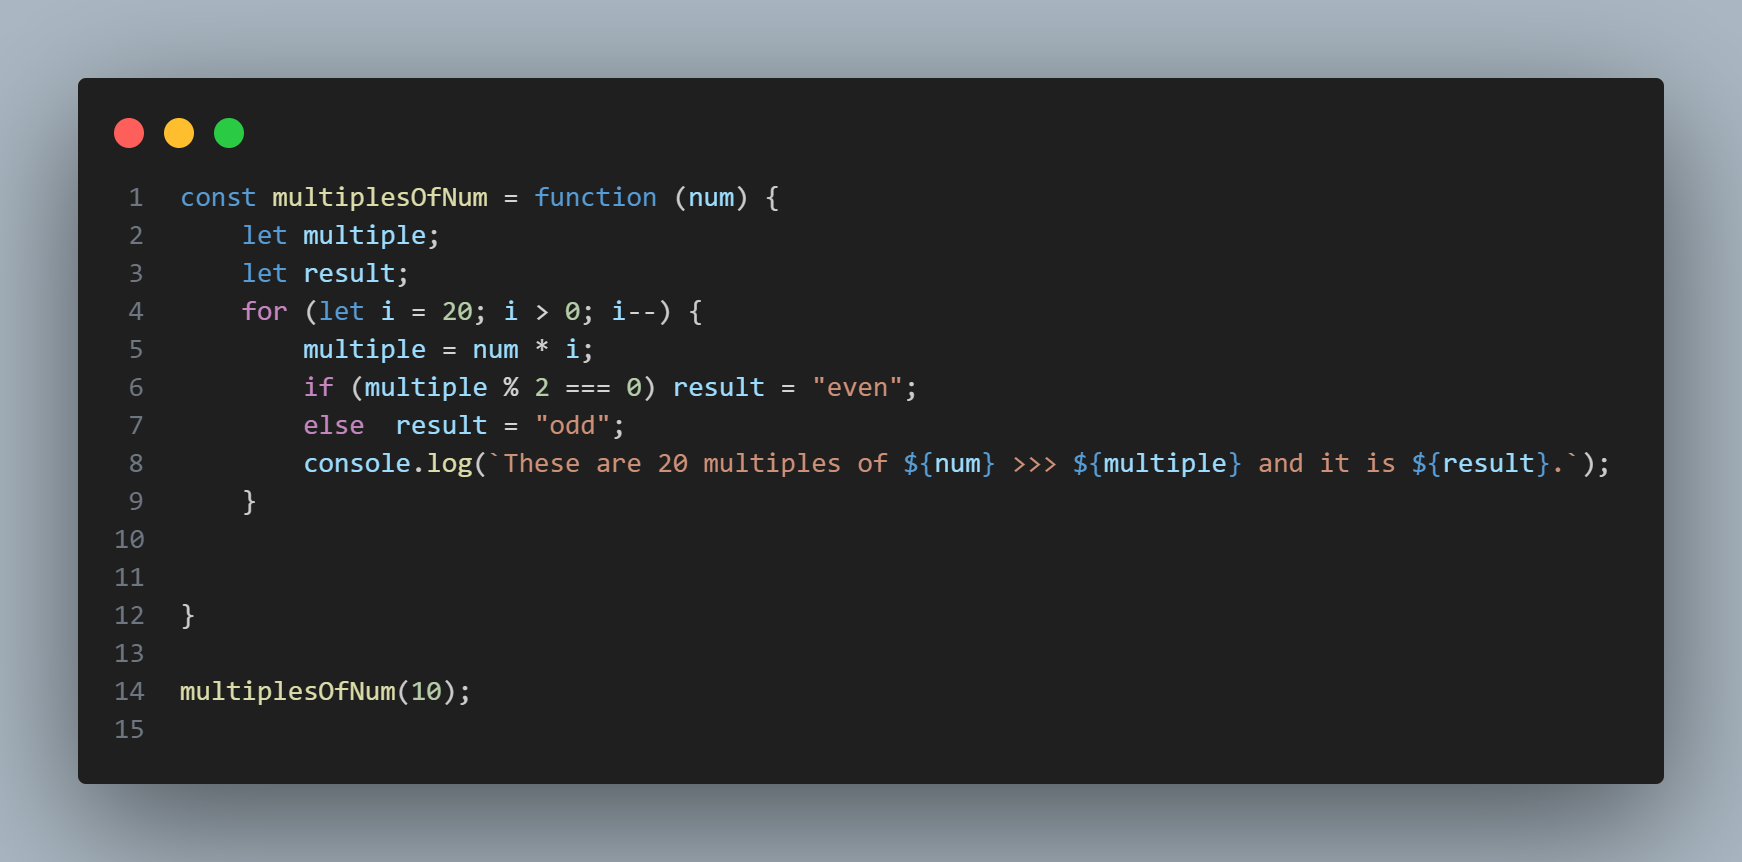 1 const multiplesOfNum = function (num) {
2     let multiple;
3     let result;
4     for (let i = 20; i > 0; i--) {
5         multiple = num * i;
6         if (multiple % 2 === 0) result = "even";
7         else  result = "odd";
8         console.log(`These are 20 multiples of ${num} >>> ${multiple} and it is ${result}.`);
9     }
10
11
12 }
13
14 multiplesOfNum(10);
15